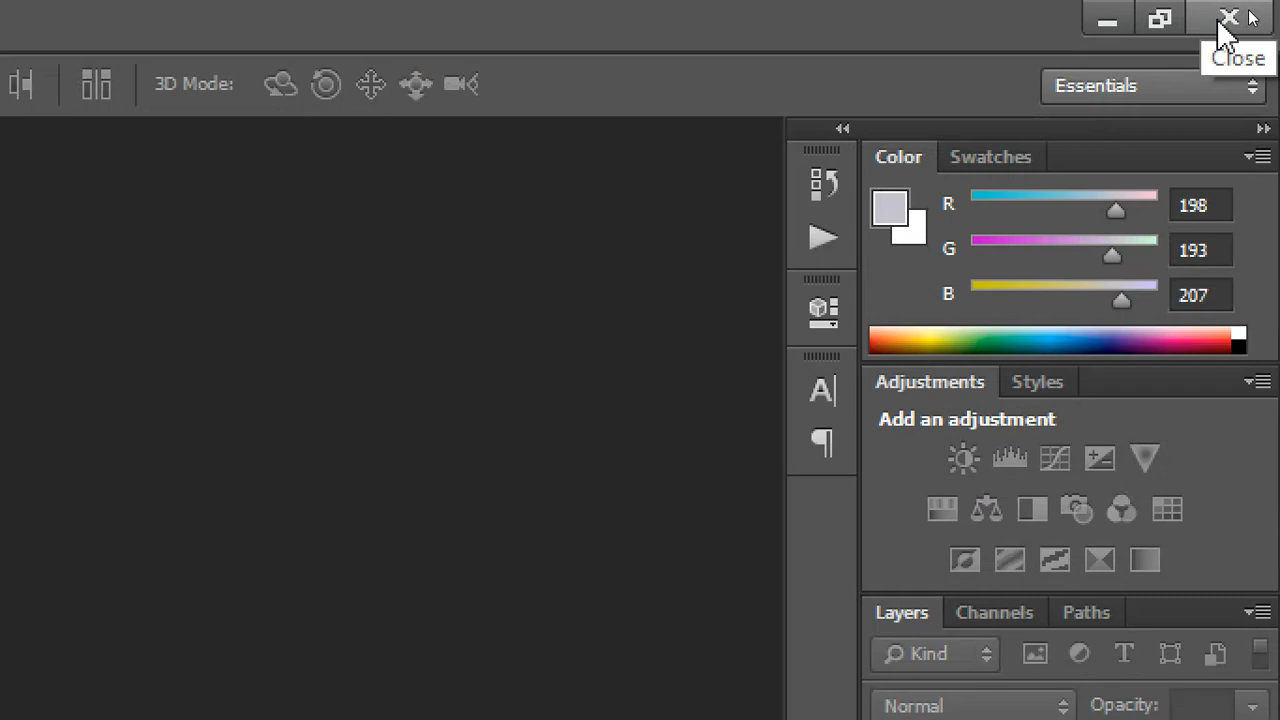 Close
3D Mode:
Essentials
Color Swatches
R 198
G 193
B 207
Adjustments Styles
Add an adjustment
Layers Channels Paths
Kind
Normal Opacity: